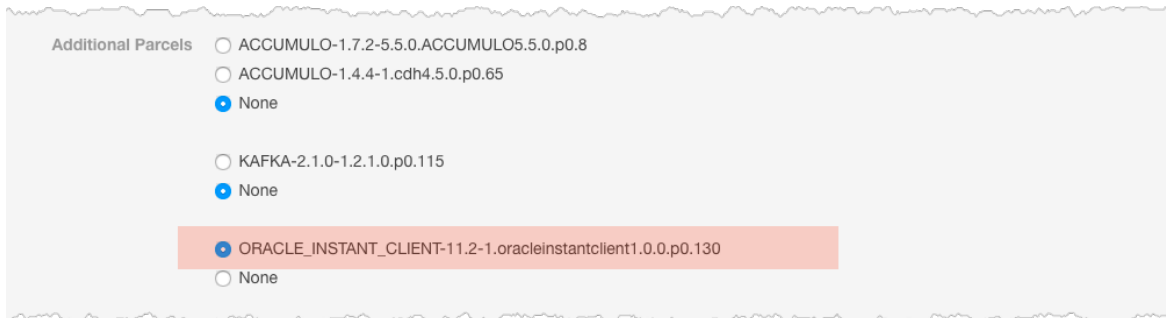 Additional Parcels
ACCUMULO-1.7.2-5.5.0.ACCUMULO5.5.0.p0.8
ACCUMULO-1.4.4-1.cdh4.5.0.p0.65
None
KAFKA-2.1.0-1.2.1.0.p0.115
None
ORACLE_INSTANT_CLIENT-11.2-1.oracleinstantclient1.0.0.p0.130
None